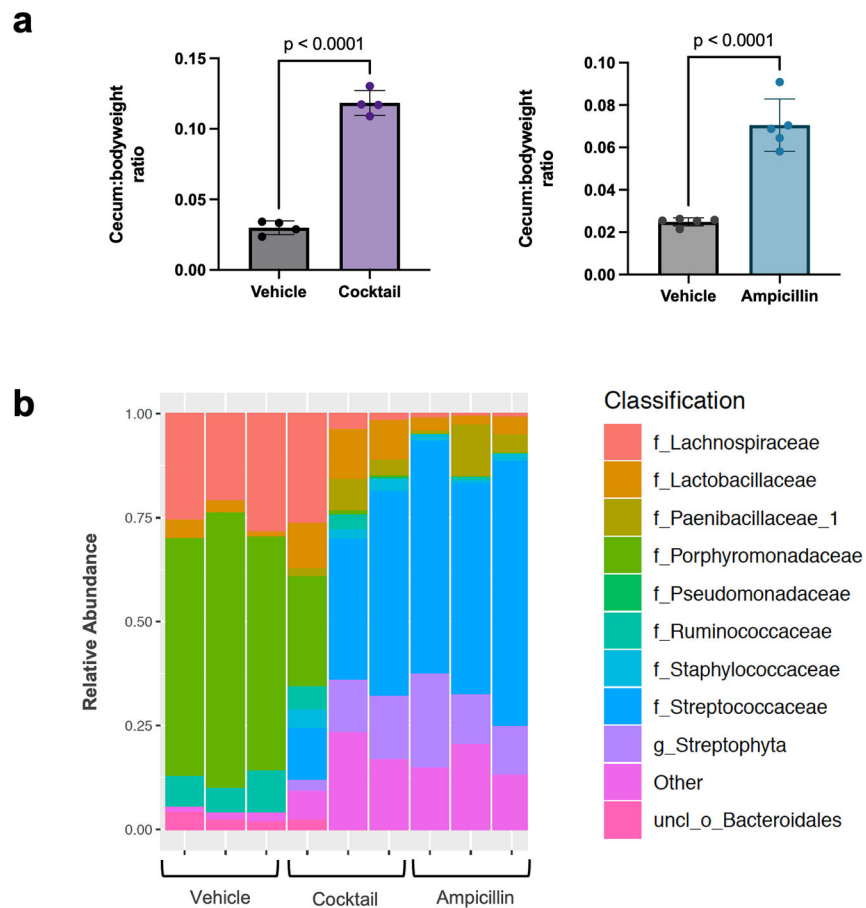 a
p < 0.0001
0.15
0.10
0.05
0.00
Cecum:bodyweight
ratio
Vehicle
Cocktail
p < 0.0001
0.10
0.08
0.06
0.04
0.02
0.00
Cecum:bodyweight
ratio
Vehicle
Ampicillin
b
1.00
0.75
0.50
0.25
0.00
Relative Abundance
Vehicle
Cocktail
Ampicillin
Classification
f_Lachnospiraceae
f_Lactobacillaceae
f_Paenibacillaceae_1
f_Porphyromonadaceae
f_Pseudomonadaceae
f_Ruminococcaceae
f_Staphylococcaceae
f_Streptococcaceae
g_Streptophyta
Other
uncl_o_Bacteroidales